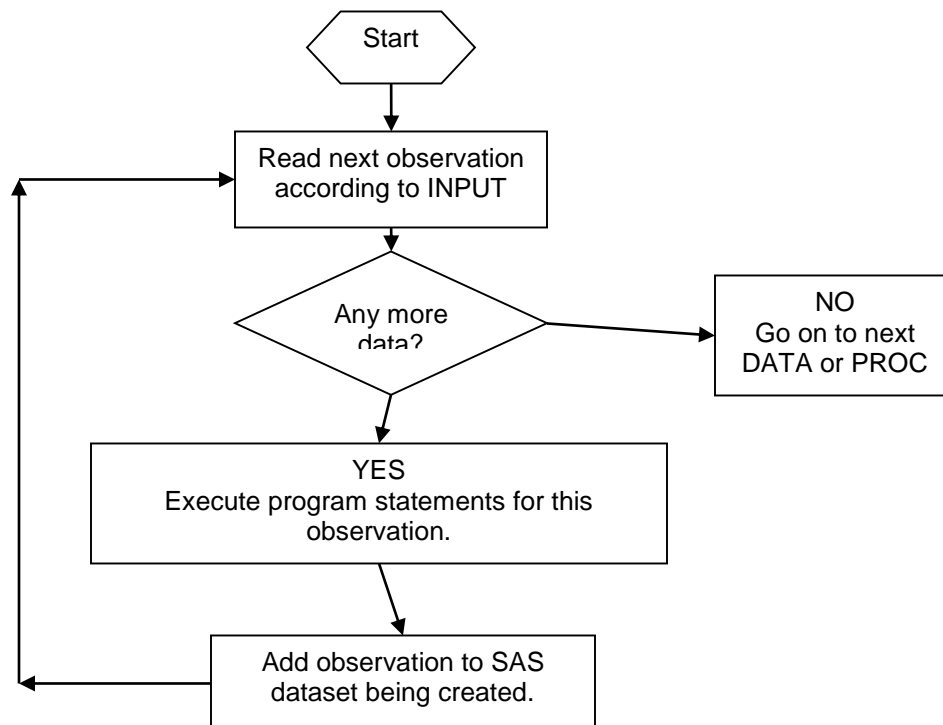 Start
Read next observation
according to INPUT
Any more
data?
NO
Go on to next
DATA or PROC
YES
Execute program statements for this
observation.
Add observation to SAS
dataset being created.